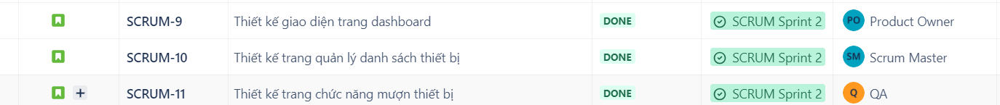 SCRUM-9 Thiết kế giao diện trang dashboard DONE SCRUM Sprint 2 PO Product Owner
SCRUM-10 Thiết kế trang quản lý danh sách thiết bị DONE SCRUM Sprint 2 SM Scrum Master
SCRUM-11 Thiết kế trang chức năng mượn thiết bị DONE SCRUM Sprint 2 Q QA